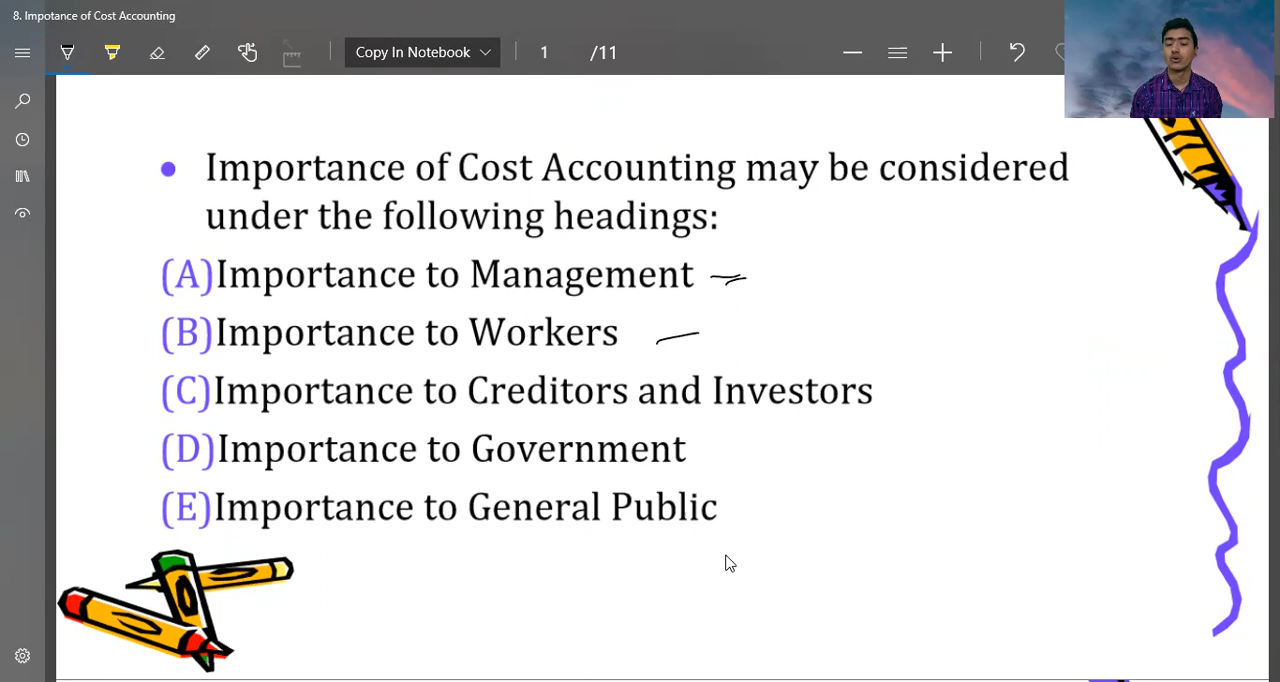 8. Impotance of Cost Accounting
Copy In Notebook
1 /11
• Importance of Cost Accounting may be considered
under the following headings:
(A)Importance to Management
(B)Importance to Workers
(C)Importance to Creditors and Investors
(D)Importance to Government
(E)Importance to General Public